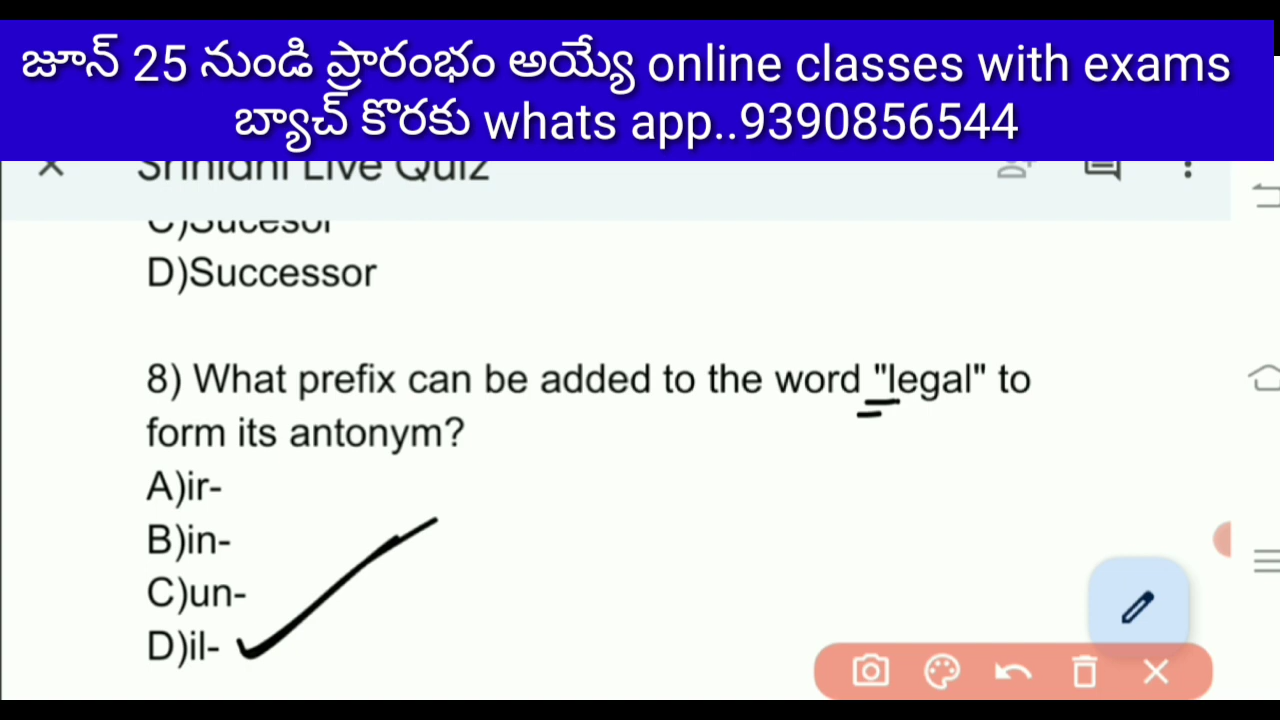 జూన్ 25 నుండి ప్రారంభం అయ్యే online classes with exams
బ్యాచ్ కొరకు whats app..9390856544
Srinidhi Live Quiz
C)Sucesor
D)Successor
8) What prefix can be added to the word "legal" to
form its antonym?
A)ir-
B)in-
C)un-
D)il-